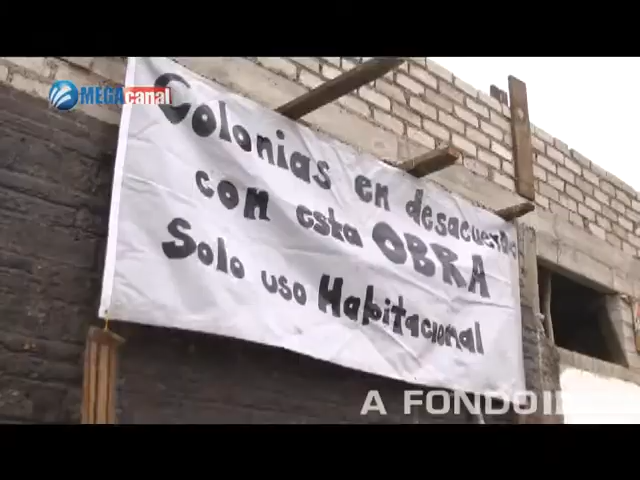 MEGAcanal
Colonias en desacuerdo
con esta OBRA
Solo uso Habitacional
A FONDO